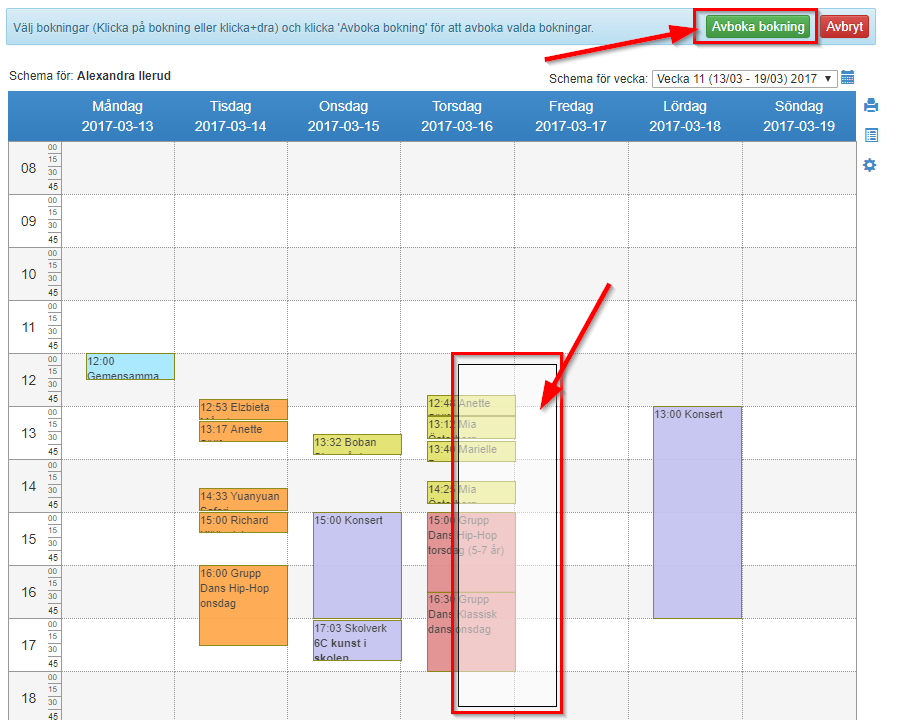 Välj bokningar (Klicka på bokning eller klicka+dra) och klicka 'Avboka bokning' för att avboka valda bokningar.
Avboka bokning
Avbryt
Schema för: Alexandra Ilerud
Schema för vecka: Vecka 11 (13/03 - 19/03) 2017
Måndag
2017-03-13
Tisdag
2017-03-14
Onsdag
2017-03-15
Torsdag
2017-03-16
Fredag
2017-03-17
Lördag
2017-03-18
Söndag
2017-03-19
08
00
15
30
45
09
00
15
30
45
10
00
15
30
45
11
00
15
30
45
12
00
15
30
45
13
00
15
30
45
14
00
15
30
45
15
00
15
30
45
16
00
15
30
45
17
00
15
30
45
18
00
15
30
45
12:00
Gemensamma
12:53 Elzbieta
13:17 Anette
14:33 Yuanyuan
15:00 Richard
16:00 Grupp
Dans Hip-Hop
onsdag
13:32 Boban
15:00 Konsert
17:03 Skolverk
6C kunst i
skolen
12:48 Anette
13:12 Mia
13:40 Marielle
14:25 Mia
15:00 Grupp
Dans Hip-Hop
torsdag (5-7 år)
16:30 Grupp
Dans Klassisk
dans onsdag
13:00 Konsert